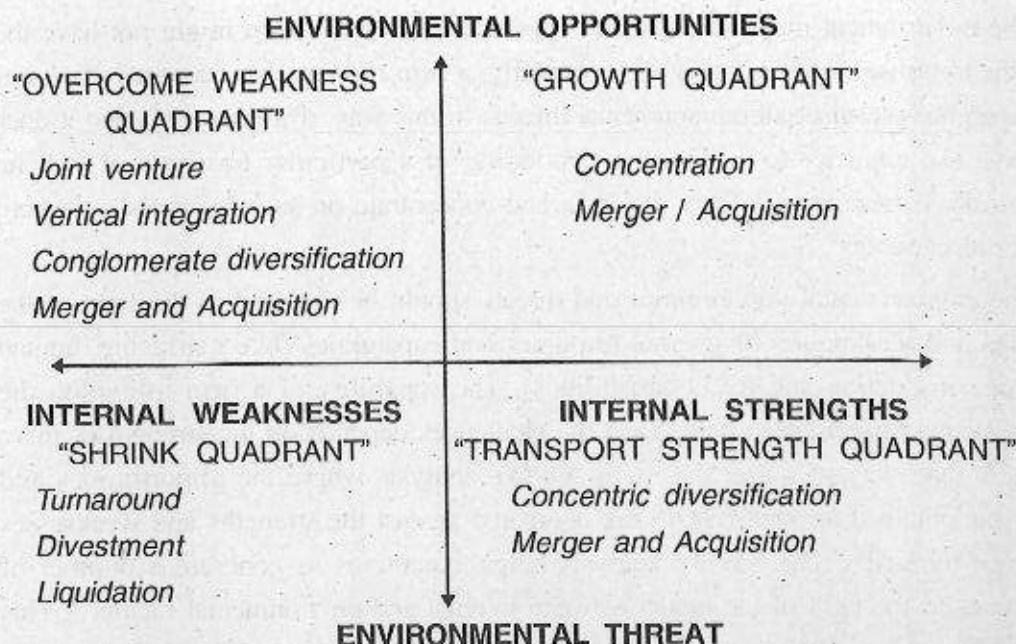 ENVIRONMENTAL OPPORTUNITIES
“OVERCOME WEAKNESS
QUADRANT”
Joint venture
Vertical integration
Conglomerate diversification
Merger and Acquisition
“GROWTH QUADRANT”
Concentration
Merger / Acquisition
INTERNAL WEAKNESSES
“SHRINK QUADRANT”
Turnaround
Divestment
Liquidation
INTERNAL STRENGTHS
“TRANSPORT STRENGTH QUADRANT”
Concentric diversification
Merger and Acquisition
ENVIRONMENTAL THREAT